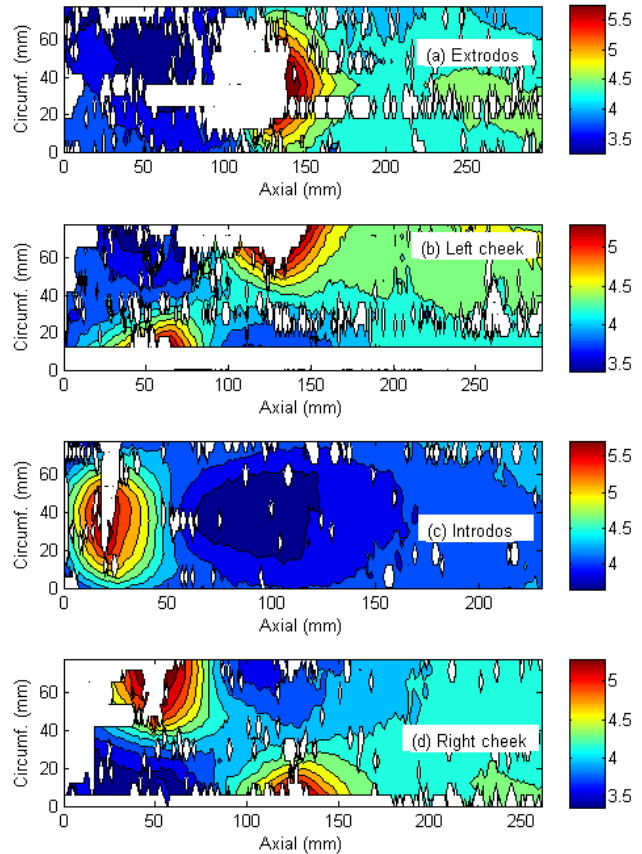 60
40
20
0
Circumf. (mm)
(a) Extrodos
0 50 100 150 200 250
Axial (mm)
5.5
5
4.5
4
3.5
60
40
20
0
Circumf. (mm)
(b) Left cheek
0 50 100 150 200 250
Axial (mm)
5
4.5
4
3.5
60
40
20
0
Circumf. (mm)
(c) Introdos
0 50 100 150 200
Axial (mm)
5.5
5
4.5
4
60
40
20
0
Circumf. (mm)
(d) Right cheek
0 50 100 150 200 250
Axial (mm)
5
4.5
4
3.5